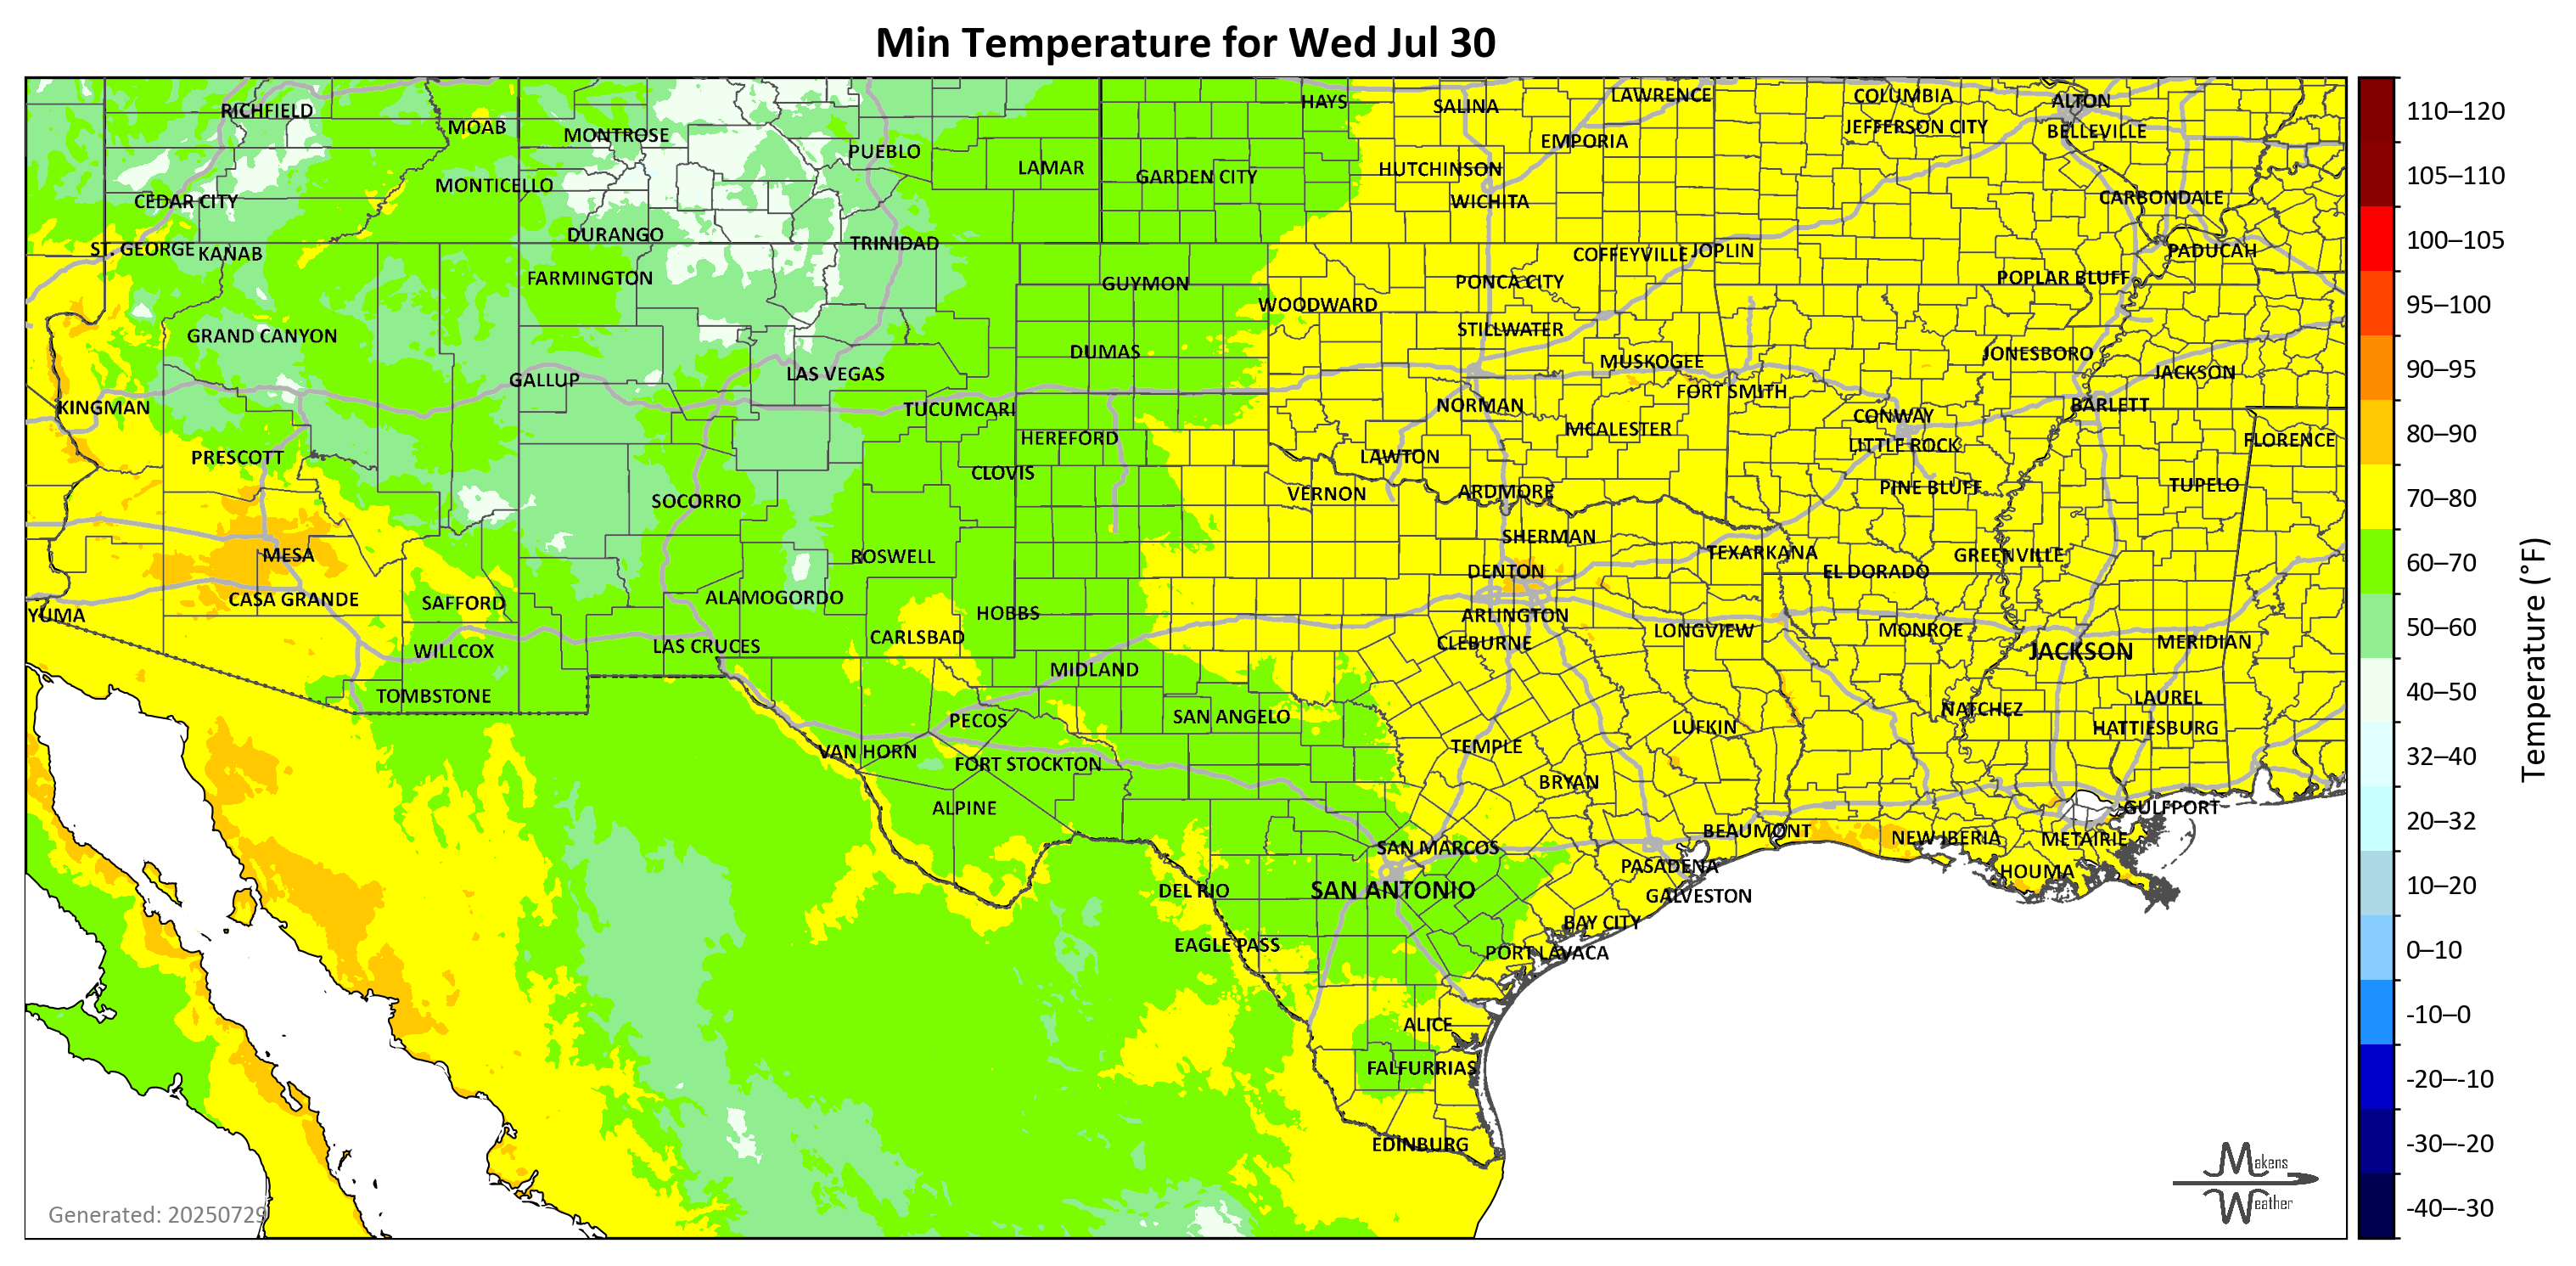 Min Temperature for Wed Jul 30
RICHFIELD
MOAB
MONTROSE
PUEBLO
LAMAR
HAYS
SALINA
LAWRENCE
COLUMBIA
ALTON
JEFFERSON CITY
BELLEVILLE
EMPORIA
GARDEN CITY
HUTCHINSON
WICHITA
MONTICELLO
CEDAR CITY
CARBONDALE
DURANGO
TRINIDAD
ST. GEORGE
KANAB
COFFEYVILLE
JOPLIN
PADUCAH
FARMINGTON
GUYMON
PONCA CITY
POPLAR BLUFF
WOODWARD
GRAND CANYON
STILLWATER
DUMAS
MUSKOGEE
JONESBORO
GALLUP
LAS VEGAS
JACKSON
FORT SMITH
KINGMAN
TUCUMCARI
NORMAN
BARLETT
CONWAY
HEREFORD
MCALESTER
LITTLE ROCK
FLORENCE
PRESCOTT
CLOVIS
LAWTON
SOCORRO
VERNON
ARDMORE
PINE BLUFF
TUPELO
SHERMAN
MESA
ROSWELL
TEXARKANA
GREENVILLE
DENTON
EL DORADO
CASA GRANDE
SAFFORD
ALAMOGORDO
HOBBS
ARLINGTON
YUMA
CARLSBAD
CLEBURNE
LONGVIEW
MONROE
MERIDIAN
WILLCOX
LAS CRUCES
JACKSON
MIDLAND
TOMBSTONE
LAUREL
NATCHEZ
PECOS
SAN ANGELO
LUFKIN
HATTIESBURG
VAN HORN
TEMPLE
FORT STOCKTON
BRYAN
ALPINE
GULFPORT
BEAUMONT
NEW IBERIA
METAIRIE
SAN MARCOS
PASADENA
HOUMA
DEL RIO
SAN ANTONIO
GALVESTON
BAY CITY
EAGLE PASS
PORT LAVACA
ALICE
FALFURRIAS
EDINBURG
Generated: 20250729
Makens
Weather
110–120
105–110
100–105
95–100
90–95
80–90
70–80
60–70
50–60
40–50
32–40
20–32
10–20
0–10
-10–0
-20–-10
-30–-20
-40–-30
Temperature (°F)